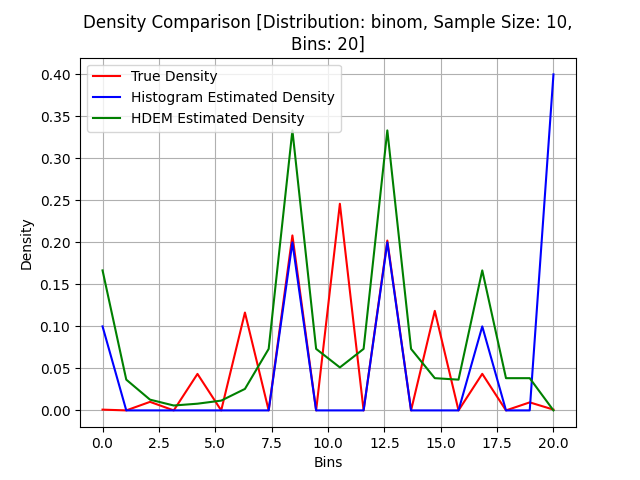 Density Comparison [Distribution: binom, Sample Size: 10,
Bins: 20]
True Density
Histogram Estimated Density
HDEM Estimated Density
Density
0.40
0.35
0.30
0.25
0.20
0.15
0.10
0.05
0.00
0.0 2.5 5.0 7.5 10.0 12.5 15.0 17.5 20.0
Bins